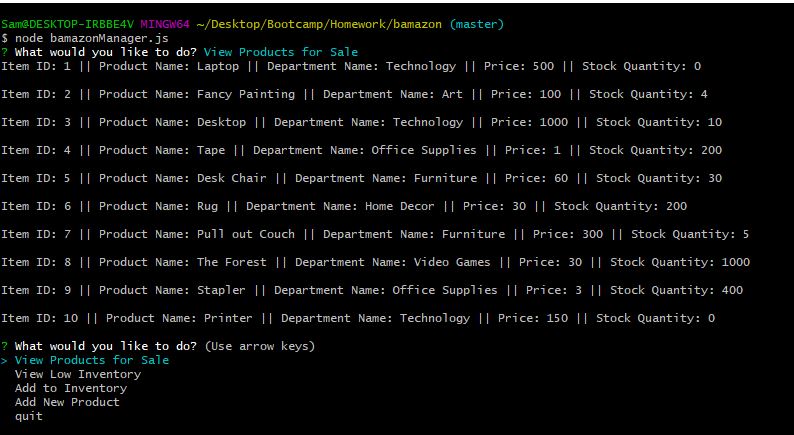 Sam@DESKTOP-IRBBE4V MINGW64 ~/Desktop/Bootcamp/Homework/bamazon (master)
$ node bamazonManager.js
? What would you like to do? View Products for Sale
Item ID: 1 || Product Name: Laptop || Department Name: Technology || Price: 500 || Stock Quantity: 0
Item ID: 2 || Product Name: Fancy Painting || Department Name: Art || Price: 100 || Stock Quantity: 4
Item ID: 3 || Product Name: Desktop || Department Name: Technology || Price: 1000 || Stock Quantity: 10
Item ID: 4 || Product Name: Tape || Department Name: Office Supplies || Price: 1 || Stock Quantity: 200
Item ID: 5 || Product Name: Desk Chair || Department Name: Furniture || Price: 60 || Stock Quantity: 30
Item ID: 6 || Product Name: Rug || Department Name: Home Decor || Price: 30 || Stock Quantity: 200
Item ID: 7 || Product Name: Pull out Couch || Department Name: Furniture || Price: 300 || Stock Quantity: 5
Item ID: 8 || Product Name: The Forest || Department Name: Video Games || Price: 30 || Stock Quantity: 1000
Item ID: 9 || Product Name: Stapler || Department Name: Office Supplies || Price: 3 || Stock Quantity: 400
Item ID: 10 || Product Name: Printer || Department Name: Technology || Price: 150 || Stock Quantity: 0
? What would you like to do? (Use arrow keys)
> View Products for Sale
View Low Inventory
Add to Inventory
Add New Product
quit